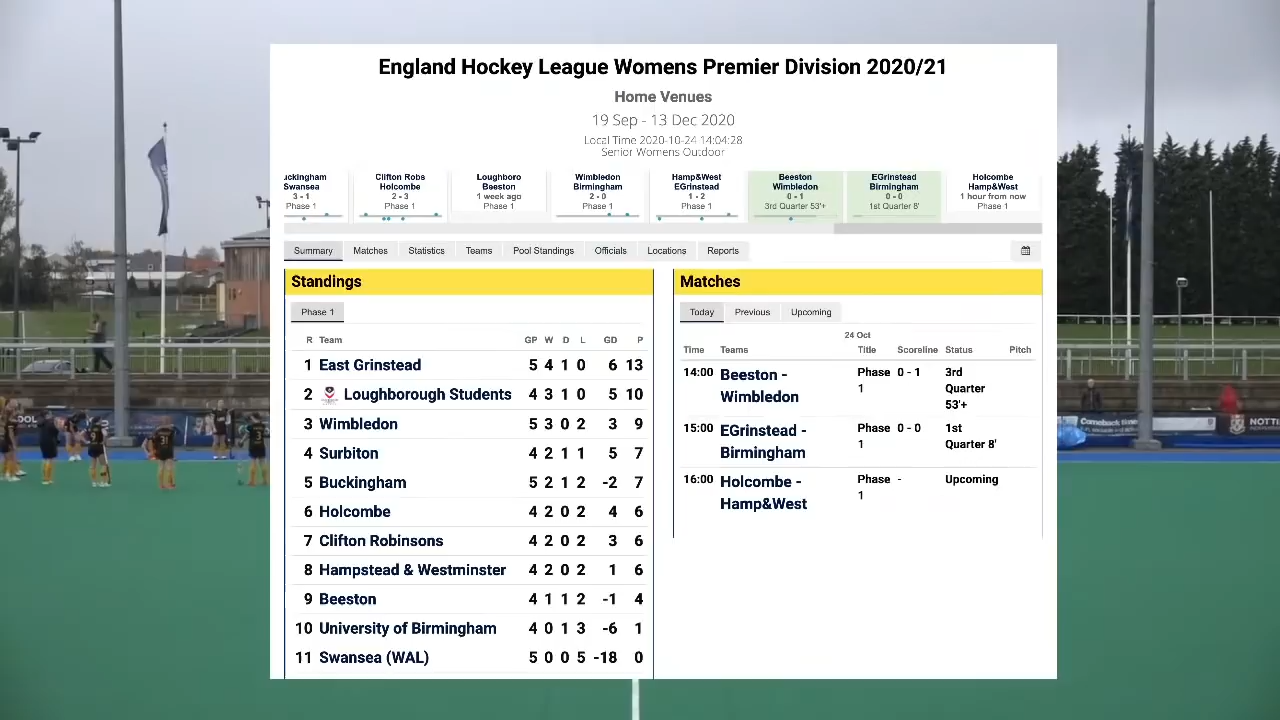 England Hockey League Womens Premier Division 2020/21
Home Venues
19 Sep - 13 Dec 2020
Local Time 2020-10-24 14:04:28
Senior Womens Outdoor
uckingham Clifton Robs Loughboro Wimbledon Hamp&West Beeston EGrinstead Holcombe
Swansea Holcombe Beeston Birmingham EGrinstead Wimbledon Birmingham Hamp&West
3 - 1 2 - 3 1 week ago 2 - 0 1 - 2 0 - 1 0 - 0 1 hour from now
Phase 1 Phase 1 Phase 1 Phase 1 Phase 1 3rd Quarter 53'+ 1st Quarter 8' Phase 1
Summary Matches Statistics Teams Pool Standings Officials Locations Reports
Standings
Phase 1
R Team GP W D L GD P
1 East Grinstead 5 4 1 0 6 13
2 Loughborough Students 4 3 1 0 5 10
3 Wimbledon 5 3 0 2 3 9
4 Surbiton 4 2 1 1 5 7
5 Buckingham 5 2 1 2 -2 7
6 Holcombe 4 2 0 2 4 6
7 Clifton Robinsons 4 2 0 2 3 6
8 Hampstead & Westminster 4 2 0 2 1 6
9 Beeston 4 1 1 2 -1 4
10 University of Birmingham 4 0 1 3 -6 1
11 Swansea (WAL) 5 0 0 5 -18 0
Matches
Today Previous Upcoming
24 Oct
Time Teams Title Scoreline Status Pitch
14:00 Beeston - Phase 0 - 1 3rd
Wimbledon 1 Quarter
53'+
15:00 EGrinstead - Phase 0 - 0 1st
Birmingham 1 Quarter 8'
16:00 Holcombe - Phase - Upcoming
Hamp&West 1
Comeback
NOTTI